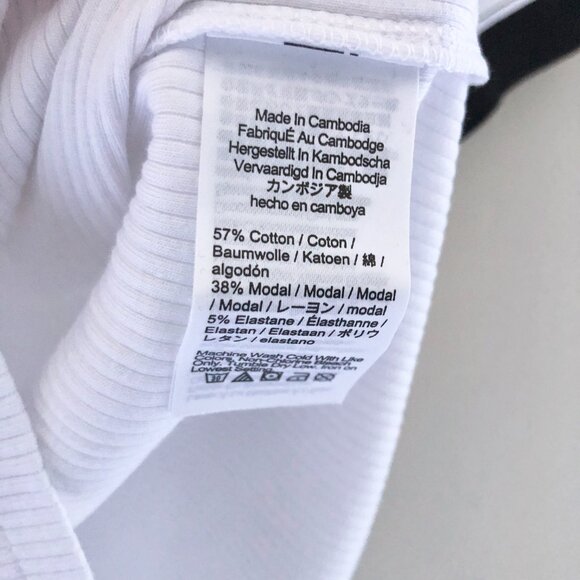 Made In Cambodia
FabriquÉ Au Cambodge
Hergestellt In Kambodscha
Vervaardigd In Cambodja
カンボジア製
hecho en camboya
57% Cotton / Coton /
Baumwolle / Katoen / 綿 /
algodón
38% Modal / Modal / Modal
/ Modal / レーヨン / modal
5% Elastane / Élasthanne /
Elastan / Elastaan / ポリウ
レタン / elastano
Machine Wash Cold With Like
Colors, Non-Chlorine Bleach
Only, Tumble Dry Low, Iron on
Lowest Setting